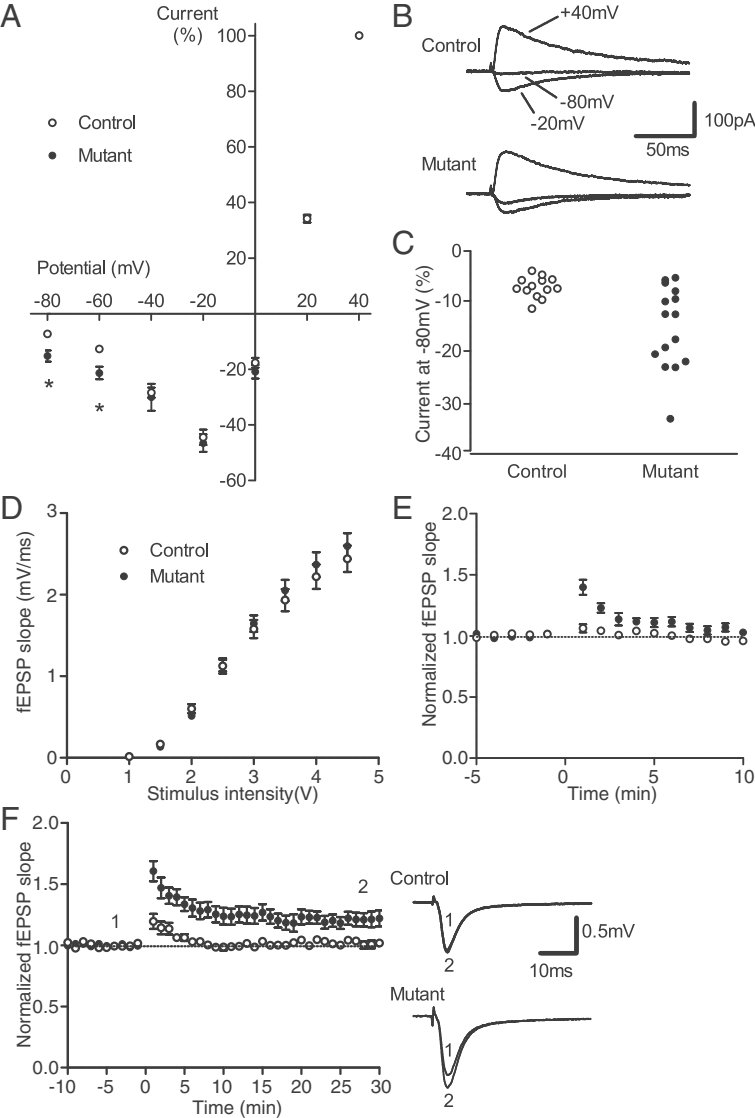 A
Current
(%)
100
80
60
40
20
Control
Mutant
Potential (mV)
-80 -60 -40 -20
20 40
-20
-40
-60
*
*
B
Control
+40mV
-80mV
-20mV
100pA
50ms
Mutant
C
Current at -80mV (%)
0
-10
-20
-30
-40
Control Mutant
D
fEPSP slope (mV/ms)
3
2
1
0
Control
Mutant
0 1 2 3 4 5
Stimulus intensity(V)
E
Normalized fEPSP slope
2.0
1.5
1.0
0.5
0.0
-5 0 5 10
Time (min)
F
Normalized fEPSP slope
2.0
1.5
1.0
0.5
0.0
1
2
-10 -5 0 5 10 15 20 25 30
Time (min)
Control
1
2
0.5mV
10ms
Mutant
1
2